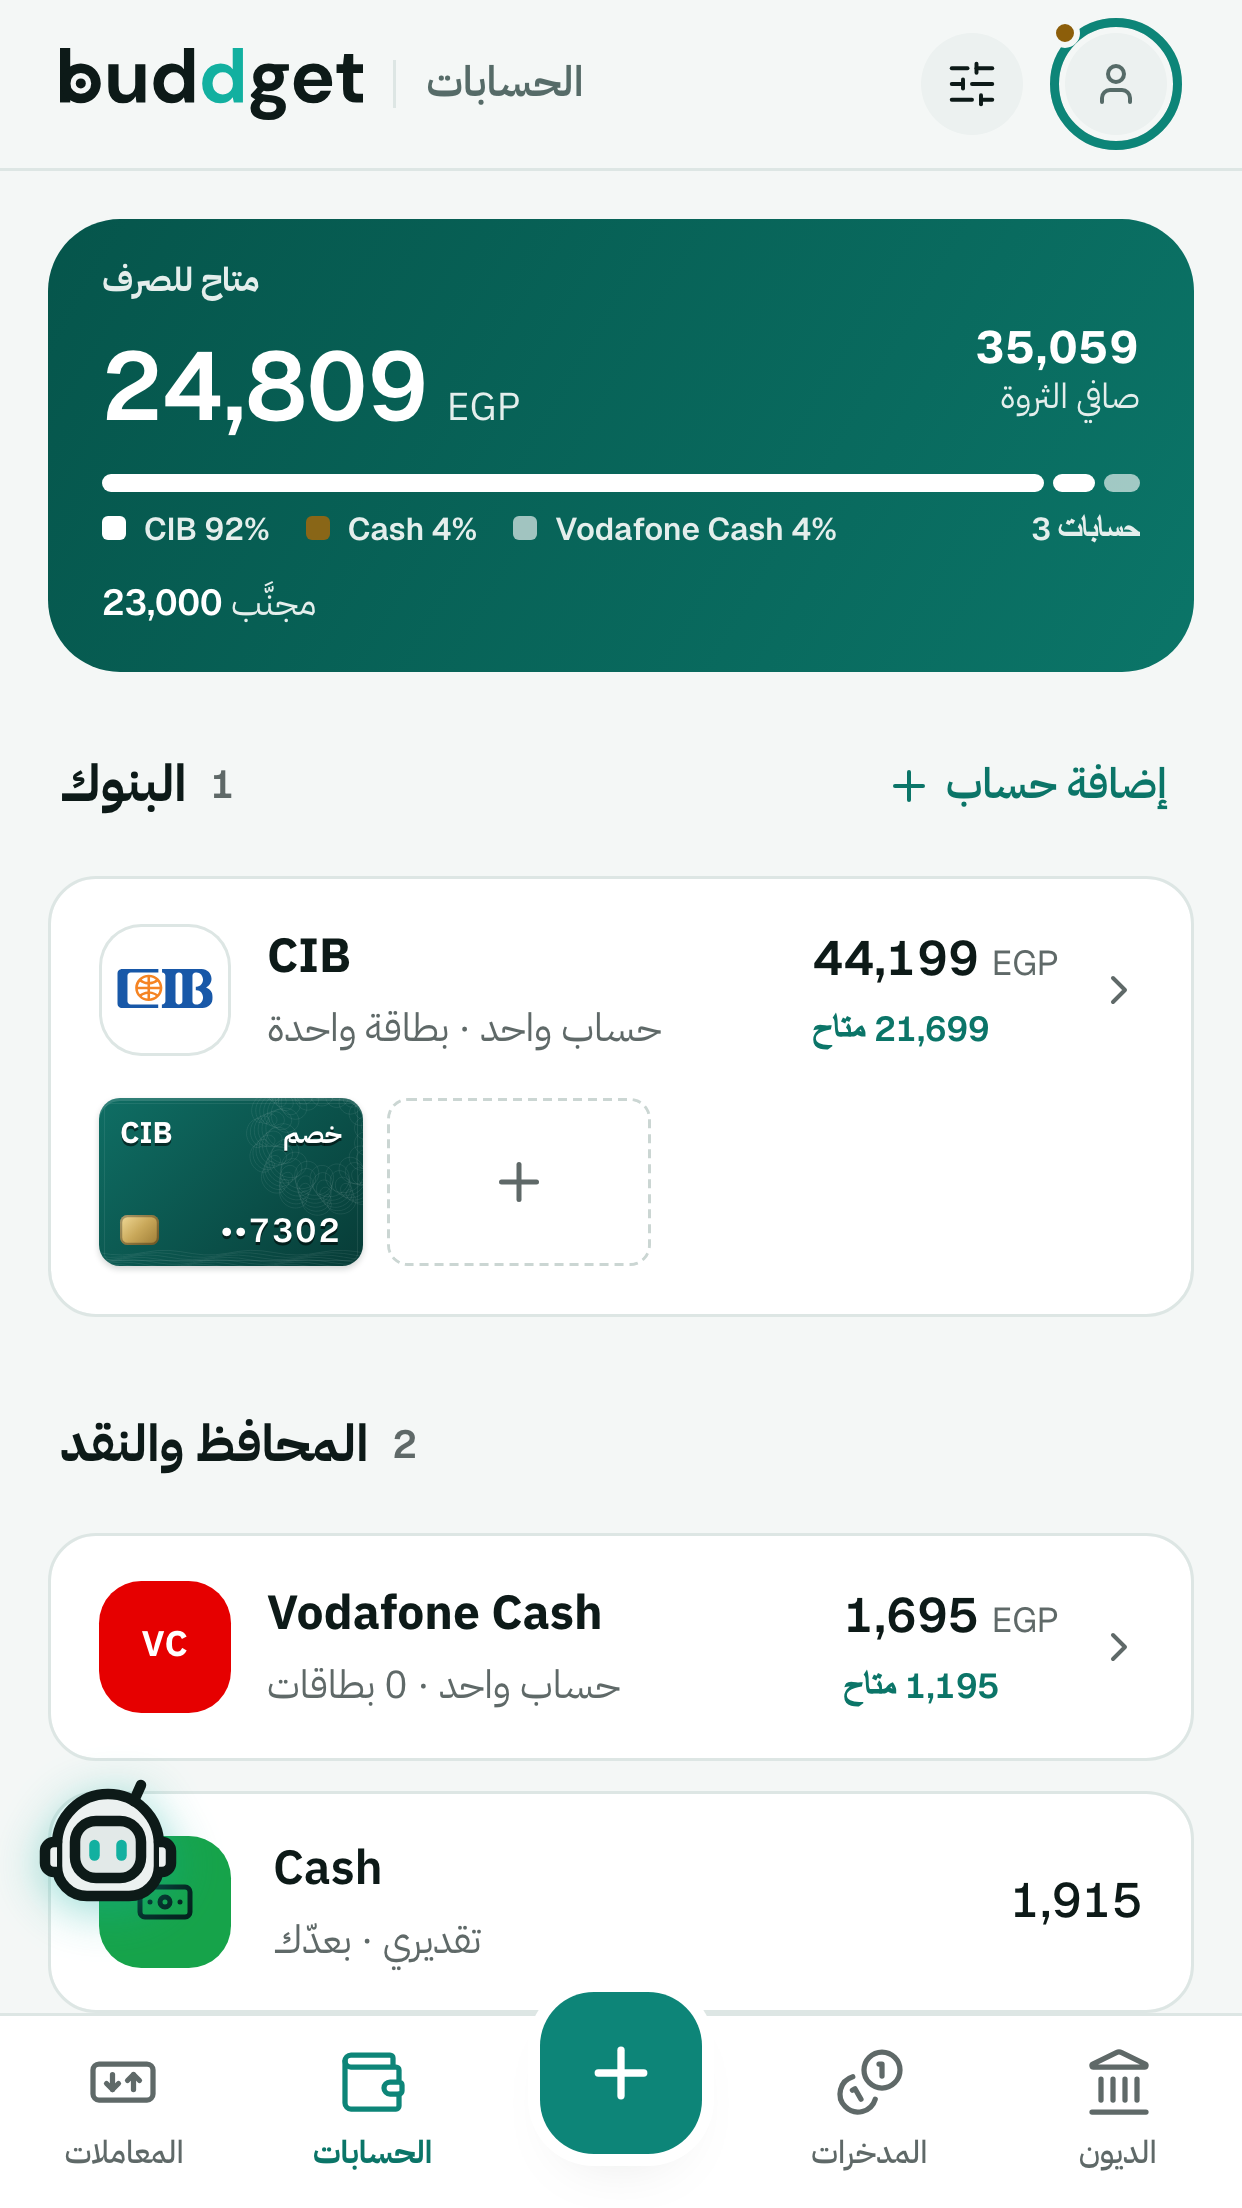 buddget
الحسابات
متاح للصرف
24,809 EGP
35,059
صافي الثروة
CIB 92%
Cash 4%
Vodafone Cash 4%
3 حسابات
23,000 مجنَّب
البنوك 1
إضافة حساب +
CIB
CIB
44,199 EGP
حساب واحد · بطاقة واحدة
21,699 متاح
CIB
خصم
••7302
المحافظ والنقد 2
VC
Vodafone Cash
1,695 EGP
حساب واحد · 0 بطاقات
1,195 متاح
Cash
1,915
تقديري · بعدّك
المعاملات
الحسابات
المدخرات
الديون